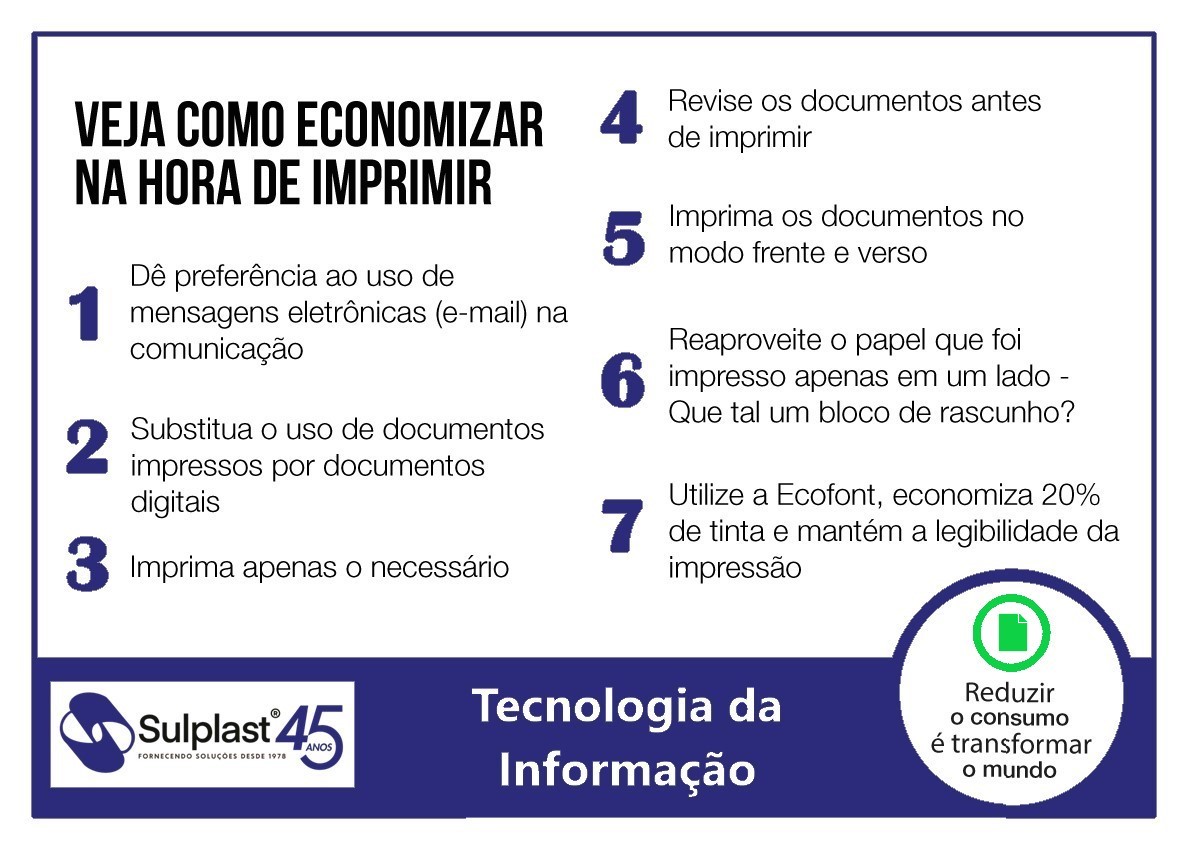 VEJA COMO ECONOMIZAR
NA HORA DE IMPRIMIR
1
Dê preferência ao uso de
mensagens eletrônicas (e-mail) na
comunicação
2
Substitua o uso de documentos
impressos por documentos
digitais
3
Imprima apenas o necessário
4
Revise os documentos antes
de imprimir
5
Imprima os documentos no
modo frente e verso
6
Reaproveite o papel que foi
impresso apenas em um lado -
Que tal um bloco de rascunho?
7
Utilize a Ecofont, economiza 20%
de tinta e mantém a legibilidade da
impressão
Sulplast® 45
ANOS
FORNECENDO SOLUÇÕES DESDE 1978
Tecnologia da
Informação
Reduzir
o consumo
é transformar
o mundo